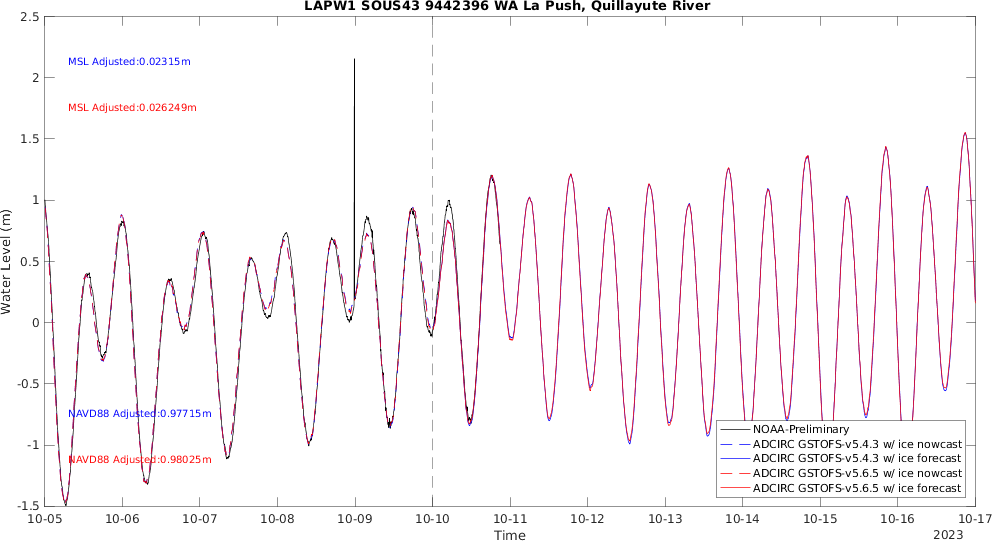 LAPW1 SOUS43 9442396 WA La Push, Quillayute River
2.5
2
1.5
1
0.5
0
-0.5
-1
-1.5
Water Level (m)
MSL Adjusted:0.02315m
MSL Adjusted:0.026249m
NAVD88 Adjusted:0.97715m
NAVD88 Adjusted:0.98025m
NOAA-Preliminary
ADCIRC GSTOFS-v5.4.3 w/ ice nowcast
ADCIRC GSTOFS-v5.4.3 w/ ice forecast
ADCIRC GSTOFS-v5.6.5 w/ ice nowcast
ADCIRC GSTOFS-v5.6.5 w/ ice forecast
10-05 10-06 10-07 10-08 10-09 10-10 10-11 10-12 10-13 10-14 10-15 10-16 10-17
Time
2023